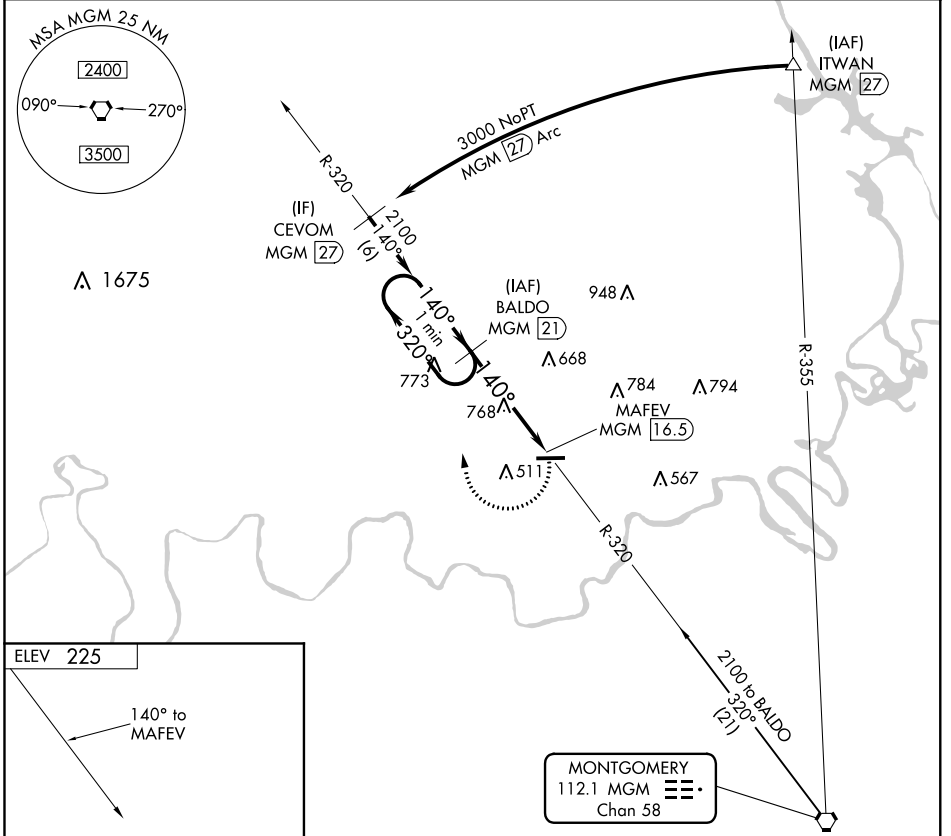 MSA MGM 25 NM
2400
090°
270°
3500
(IAF)
ITWAN
MGM 27
3000 NoPT
MGM 27 Arc
R-320
(IF)
CEVOM
MGM 27
2100
140°
(6)
1675
140°
1 min
320°
(IAF)
BALDO
MGM 21
948
668
773
140°
768
784
794
MAFEV
MGM 16.5
R-355
511
567
R-320
ELEV 225
140° to
MAFEV
2100 to BALDO
320°
(21)
MONTGOMERY
112.1 MGM
Chan 58